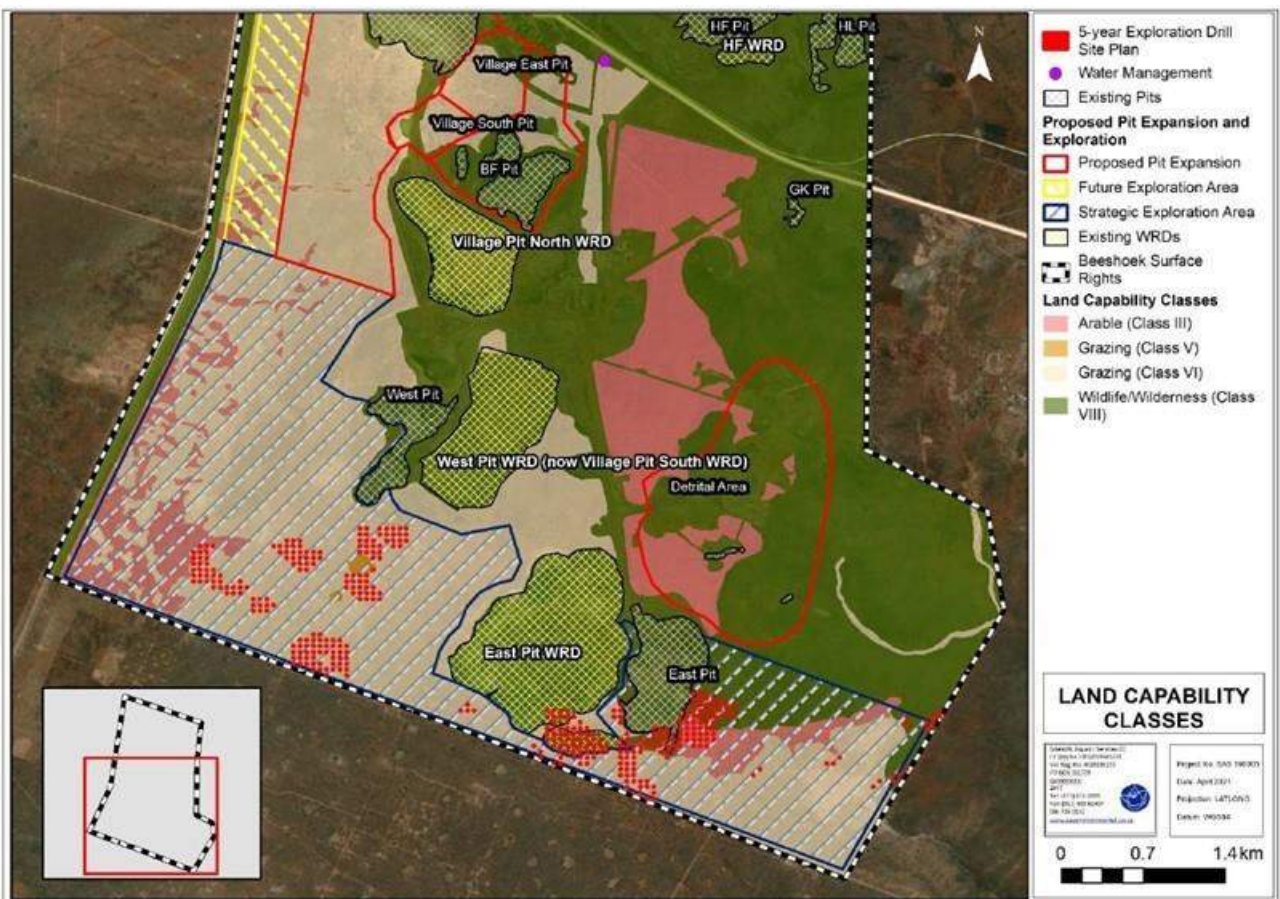 HF Pit
HL Pit
HF WRD
N
Village East Pit
Village South Pit
BF Pit
GK Pit
Village Pit North WRD
West Pit
West Pit WRD (now Village Pit South WRD)
Detrital Area
East Pit WRD
East Pit
5-year Exploration Drill
Site Plan
Water Management
Existing Pits
Proposed Pit Expansion and
Exploration
Proposed Pit Expansion
Future Exploration Area
Strategic Exploration Area
Existing WRDs
Beeshoek Surface
Rights
Land Capability Classes
Arable (Class III)
Grazing (Class V)
Grazing (Class VI)
Wildlife/Wilderness (Class
VIII)
LAND CAPABILITY
CLASSES
Date: April 2021
Projection: LATLONG
Datum: WGS84
0 0.7 1.4 km